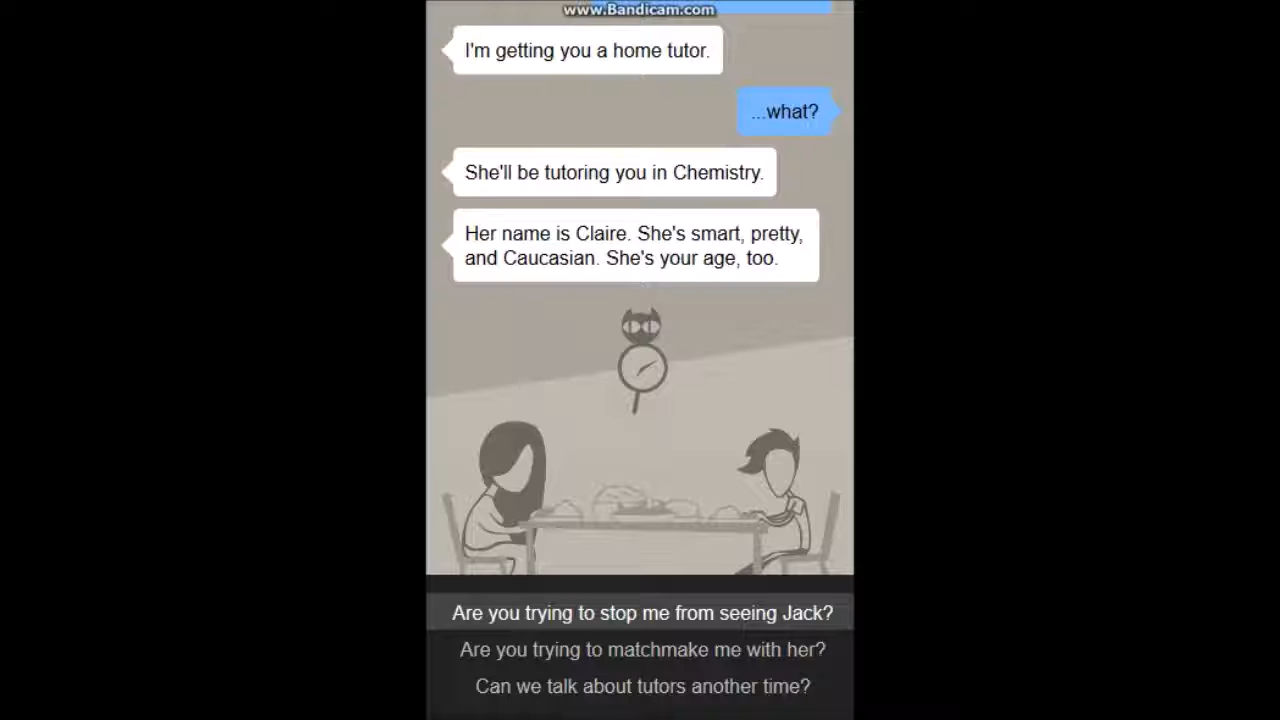 www.Bandicam.com
I'm getting you a home tutor.
...what?
She'll be tutoring you in Chemistry.
Her name is Claire. She's smart, pretty,
and Caucasian. She's your age, too.
Are you trying to stop me from seeing Jack?
Are you trying to matchmake me with her?
Can we talk about tutors another time?